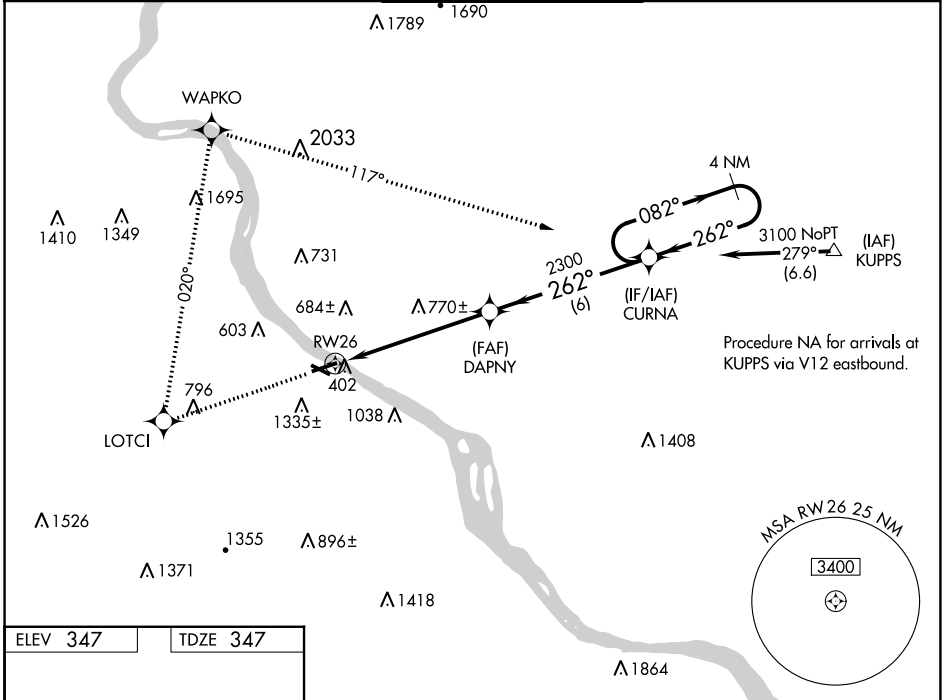 1690
1789
WAPKO
2033
4 NM
117°
1695
082°
262°
3100 NoPT
279°
(6.6)
(IAF)
KUPPS
1410
1349
731
020°
2300
262°
(6)
(IF/IAF)
CURNA
684±
770±
603
RW26
(FAF)
DAPNY
Procedure NA for arrivals at
KUPPS via V12 eastbound.
402
796
1335±
1038
LOTCI
1408
1526
1355
896±
1371
1418
MSA RW26 25 NM
3400
ELEV 347
TDZE 347
1864